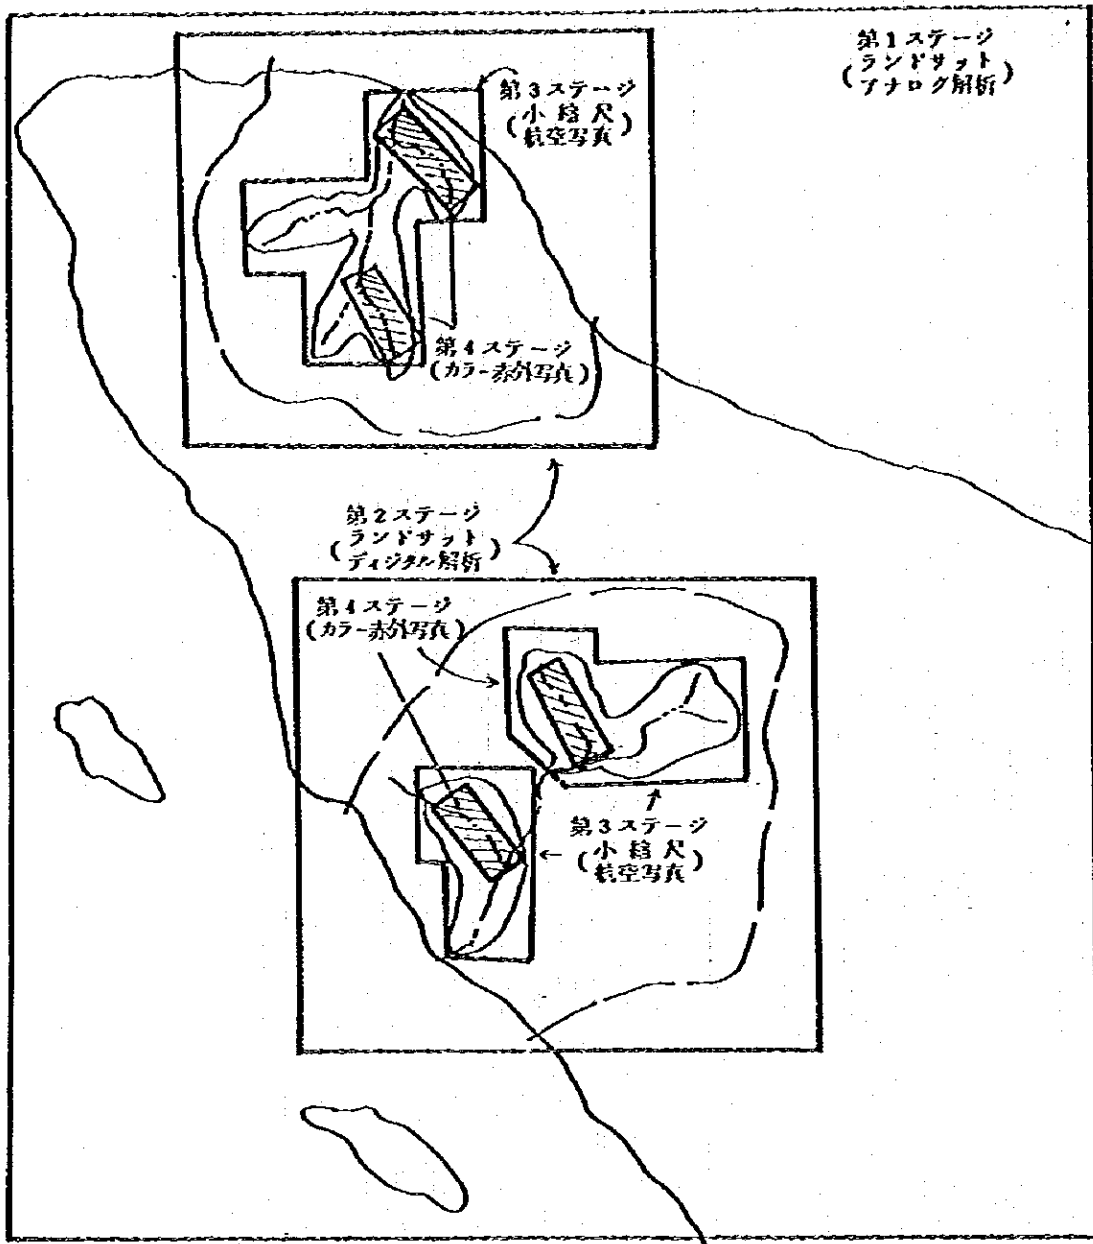 第1ステージ
ランドサット
(アナログ解析)
第3ステージ
(小縮尺
航空写真)
第4ステージ
(カラー赤外写真)
第2ステージ
ランドサット
(ディジタル解析)
第4ステージ
(カラー赤外写真)
第3ステージ
(小縮尺
航空写真)